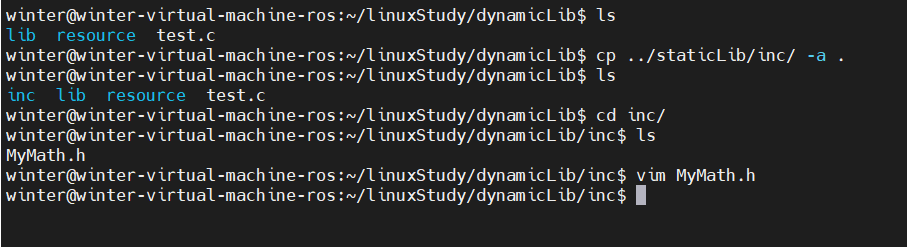 winter@winter-virtual-machine-ros:~/linuxStudy/dynamicLib$ ls
lib  resource  test.c
winter@winter-virtual-machine-ros:~/linuxStudy/dynamicLib$ cp ../staticLib/inc/ -a .
winter@winter-virtual-machine-ros:~/linuxStudy/dynamicLib$ ls
inc  lib  resource  test.c
winter@winter-virtual-machine-ros:~/linuxStudy/dynamicLib$ cd inc/
winter@winter-virtual-machine-ros:~/linuxStudy/dynamicLib/inc$ ls
MyMath.h
winter@winter-virtual-machine-ros:~/linuxStudy/dynamicLib/inc$ vim MyMath.h
winter@winter-virtual-machine-ros:~/linuxStudy/dynamicLib/inc$